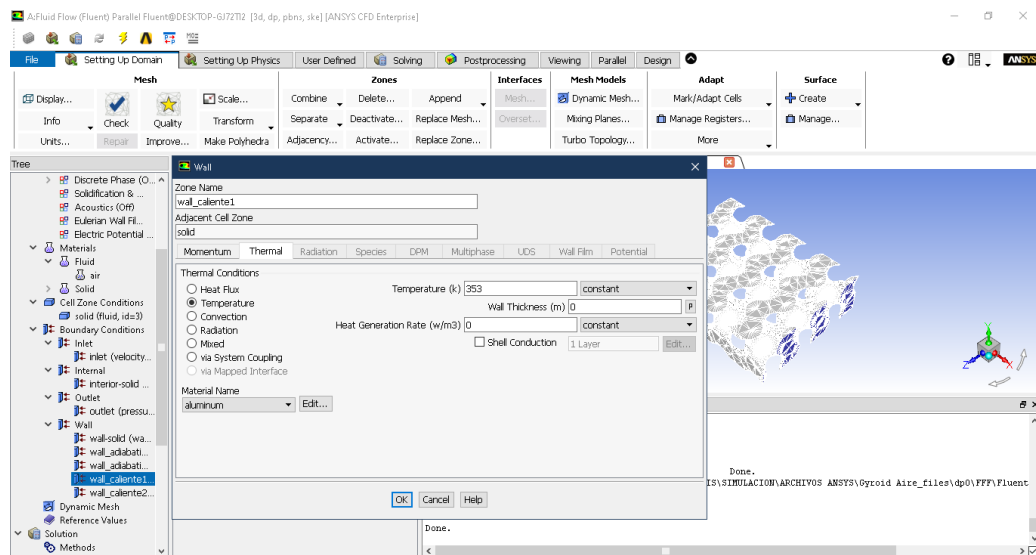 A:Fluid Flow (Fluent) Parallel Fluent@DESKTOP-GJ72TI2 [3d, dp, pbns, ske] [ANSYS CFD Enterprise]
File Setting Up Domain Setting Up Physics User Defined Solving Postprocessing Viewing Parallel Design ANSYS
Mesh Zones Interfaces Mesh Models Adapt Surface
Display... Scale... Combine Delete... Append Mesh... Dynamic Mesh... Mark/Adapt Cells Create
Info Check Quality Transform Separate Deactivate... Replace Mesh... Overset... Mixing Planes... Manage Registers... Manage...
Units... Repair Improve... Make Polyhedra Adjacency... Activate... Replace Zone... Turbo Topology... More
Tree
Discrete Phase (O...
Solidification & ...
Acoustics (Off)
Eulerian Wall Fil...
Electric Potential ...
Materials
Fluid
air
Solid
Cell Zone Conditions
solid (fluid, id=3)
Boundary Conditions
Inlet
inlet (velocity...
Internal
interior-solid ...
Outlet
outlet (pressu...
Wall
wall-solid (wa...
wall_adiabati...
wall_adiabati...
wall_caliente1...
wall_caliente2...
Dynamic Mesh
Reference Values
Solution
Methods
Wall
Zone Name
wall_caliente1
Adjacent Cell Zone
solid
Momentum Thermal Radiation Species DPM Multiphase UDS Wall Film Potential
Thermal Conditions
Heat Flux
Temperature
Convection
Radiation
Mixed
via System Coupling
via Mapped Interface
Temperature (k) 353 constant
Wall Thickness (m) 0 P
Heat Generation Rate (w/m3) 0 constant
Shell Conduction 1 Layer Edit...
Material Name
aluminum Edit...
OK Cancel Help
Y
Z X
Done.
IS\SIMULACION\ARCHIVOS ANSYS\Gyroid Aire_files\dp0\FFF\Fluent
Done.